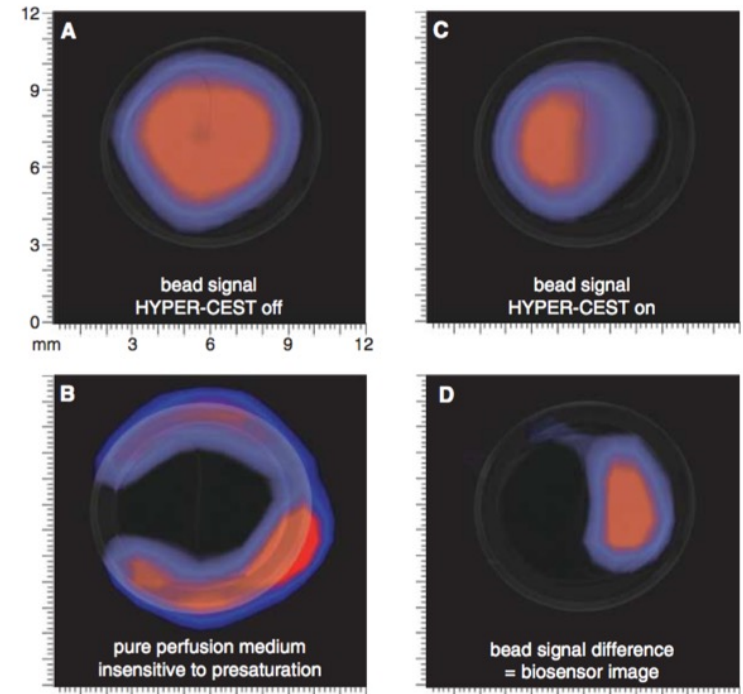 A
12
9
6
3
0
mm
3
6
9
12
bead signal
HYPER-CEST off
C
bead signal
HYPER-CEST on
B
pure perfusion medium
insensitive to presaturation
D
bead signal difference
= biosensor image